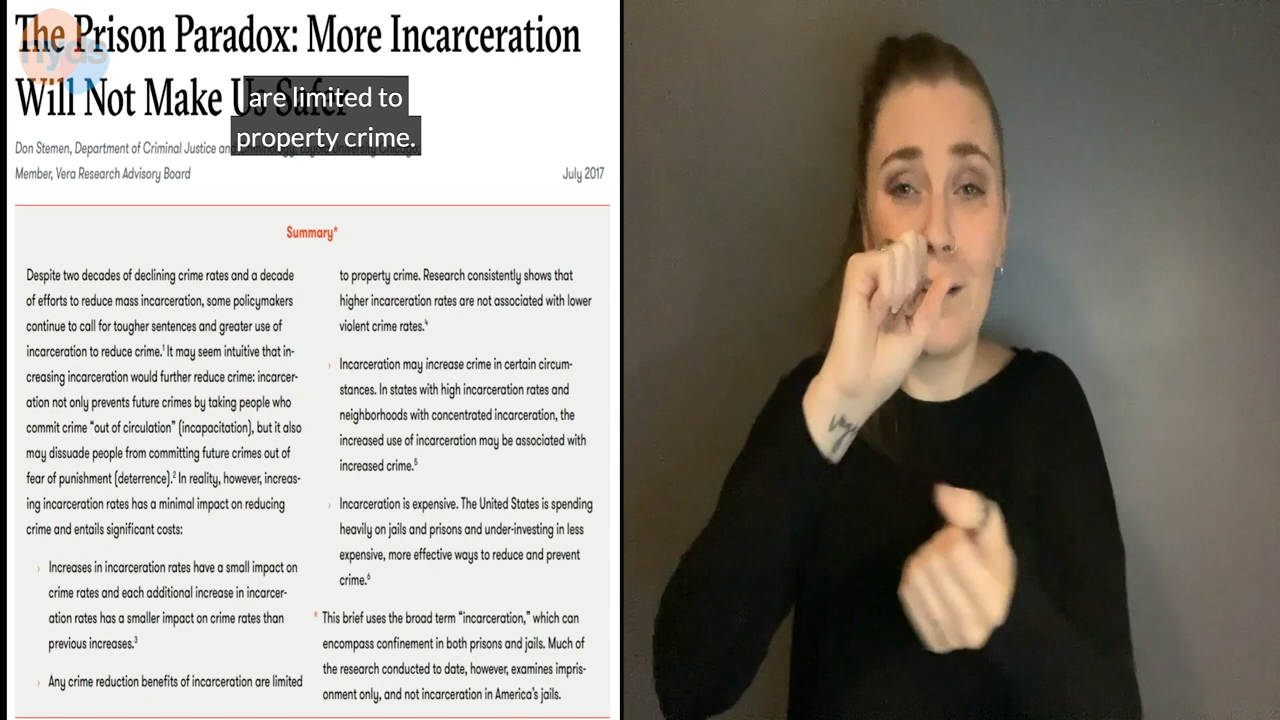 The Prison Paradox: More Incarceration
Will Not Make Us Safer
nyds
are limited to
property crime.
Don Stemen, Department of Criminal Justice and
Member, Vera Research Advisory Board
July 2017
Summary*
Despite two decades of declining crime rates and a decade
of efforts to reduce mass incarceration, some policymakers
continue to call for tougher sentences and greater use of
incarceration to reduce crime.¹ It may seem intuitive that in-
creasing incarceration would further reduce crime: incarcer-
ation not only prevents future crimes by taking people who
commit crime “out of circulation” (incapacitation), but it also
may dissuade people from committing future crimes out of
fear of punishment (deterrence).² In reality, however, increas-
ing incarceration rates has a minimal impact on reducing
crime and entails significant costs:
› Increases in incarceration rates have a small impact on
crime rates and each additional increase in incarcer-
ation rates has a smaller impact on crime rates than
previous increases.³
› Any crime reduction benefits of incarceration are limited
to property crime. Research consistently shows that
higher incarceration rates are not associated with lower
violent crime rates.⁴
› Incarceration may increase crime in certain circum-
stances. In states with high incarceration rates and
neighborhoods with concentrated incarceration, the
increased use of incarceration may be associated with
increased crime.⁵
› Incarceration is expensive. The United States is spending
heavily on jails and prisons and under-investing in less
expensive, more effective ways to reduce and prevent
crime.⁶
* This brief uses the broad term “incarceration,” which can
encompass confinement in both prisons and jails. Much of
the research conducted to date, however, examines impris-
onment only, and not incarceration in America’s jails.